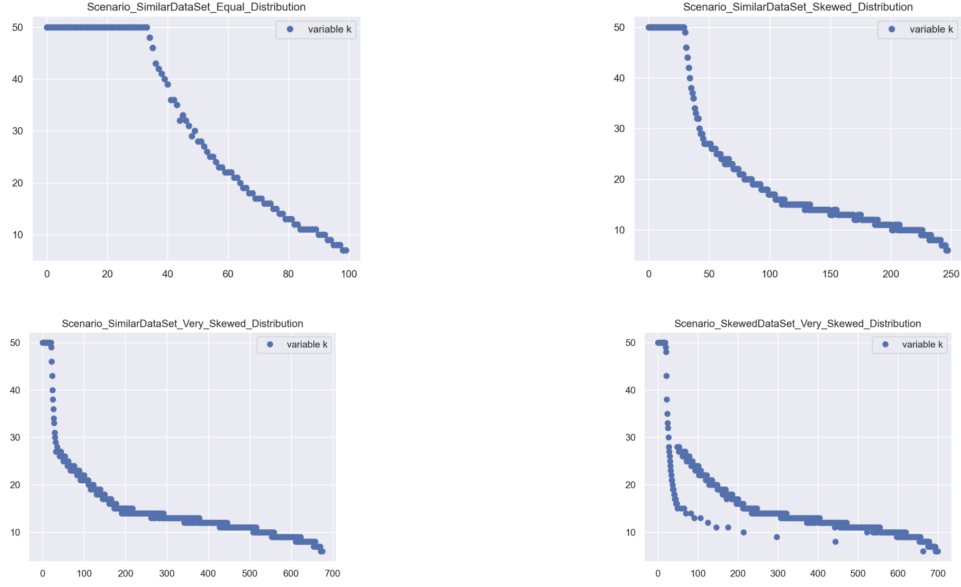 Scenario_SimilarDataSet_Equal_Distribution
50
40
30
20
10
variable k
0 20 40 60 80 100
Scenario_SimilarDataSet_Skewed_Distribution
50
40
30
20
10
variable k
0 50 100 150 200 250
Scenario_SimilarDataSet_Very_Skewed_Distribution
50
40
30
20
10
variable k
0 100 200 300 400 500 600 700
Scenario_SkewedDataSet_Very_Skewed_Distribution
50
40
30
20
10
variable k
0 100 200 300 400 500 600 700